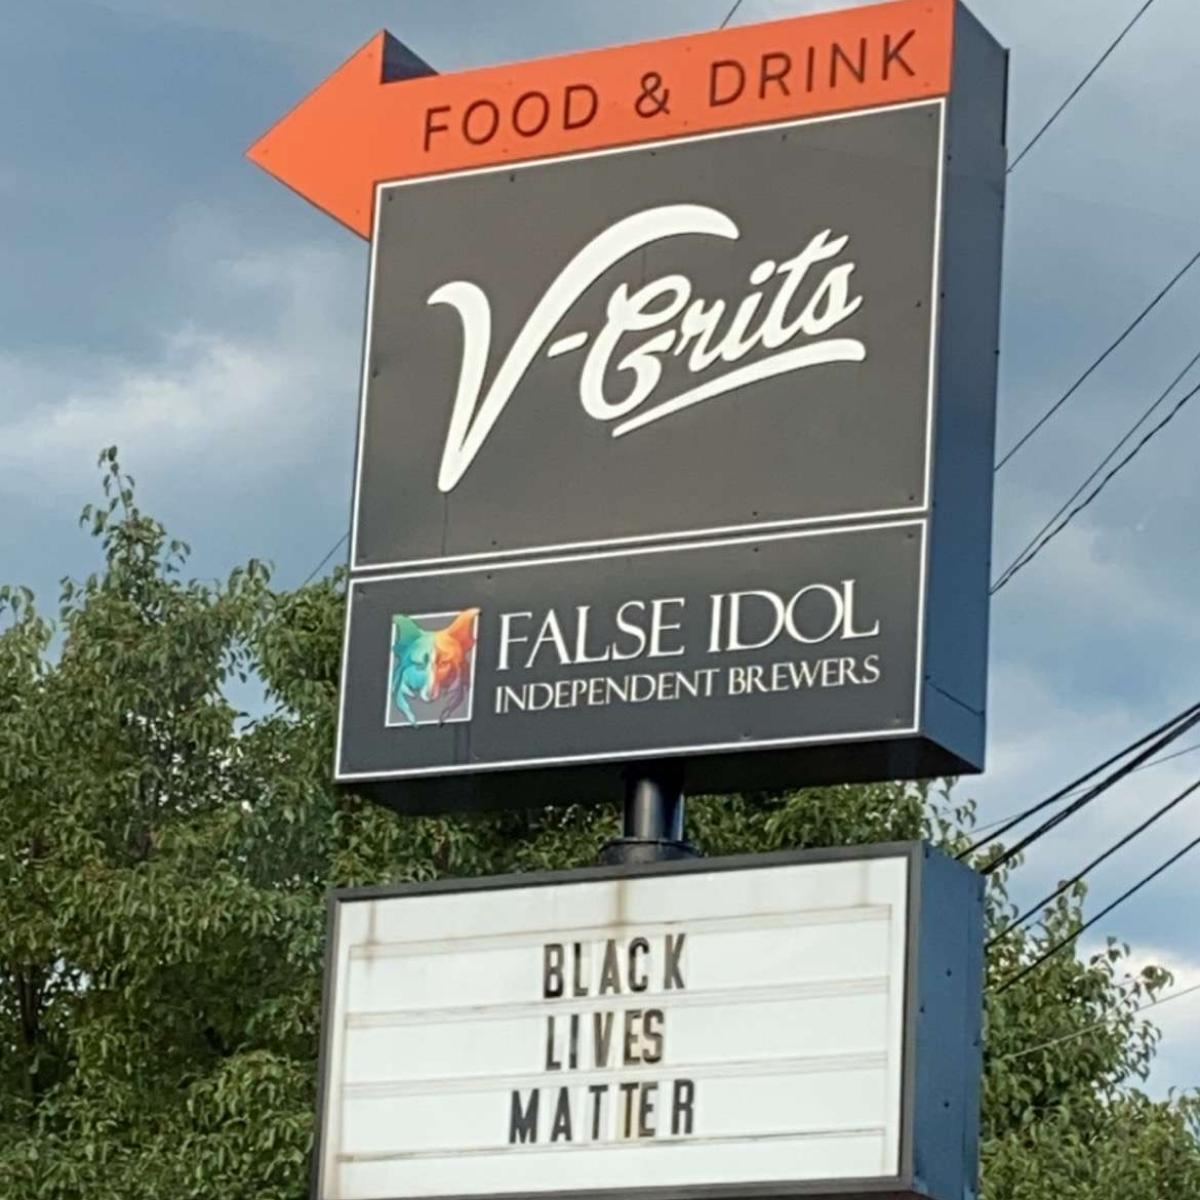 FOOD & DRINK
V-Grits
FALSE IDOL
INDEPENDENT BREWERS
BLACK
LIVES
MATTER